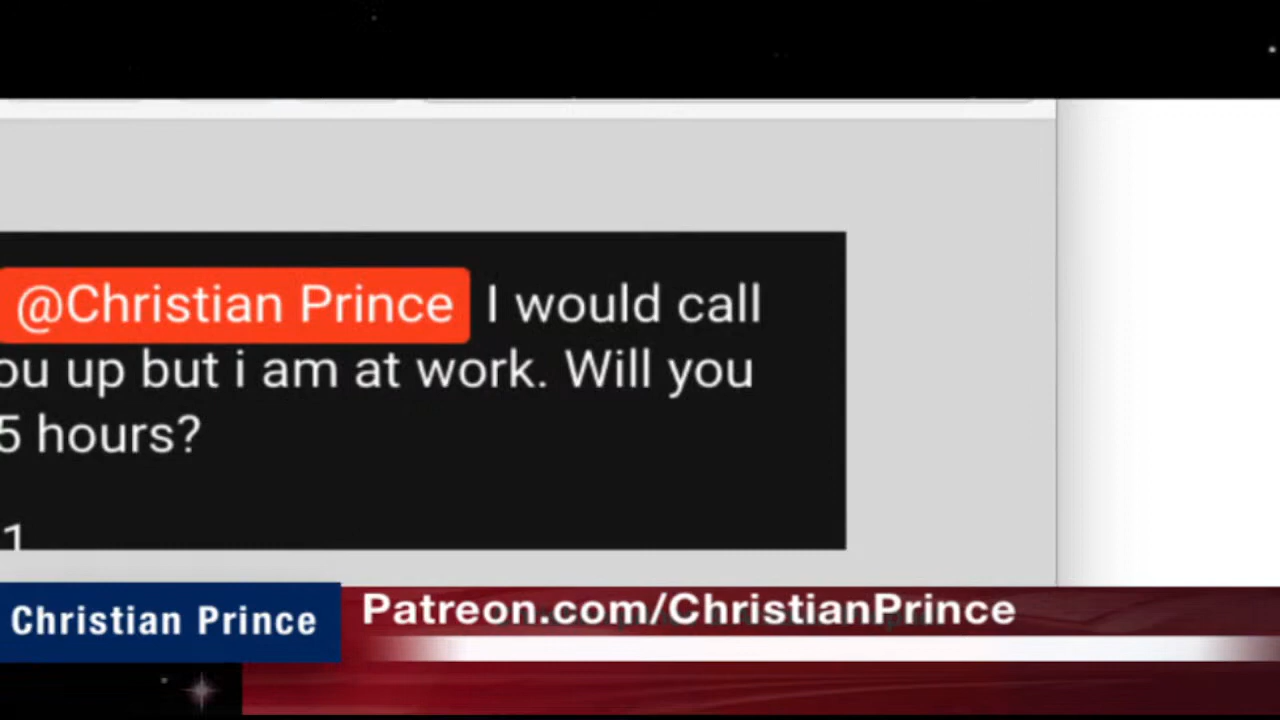 @Christian Prince I would call
ou up but i am at work. Will you
5 hours?
1
Christian Prince
Patreon.com/ChristianPrince